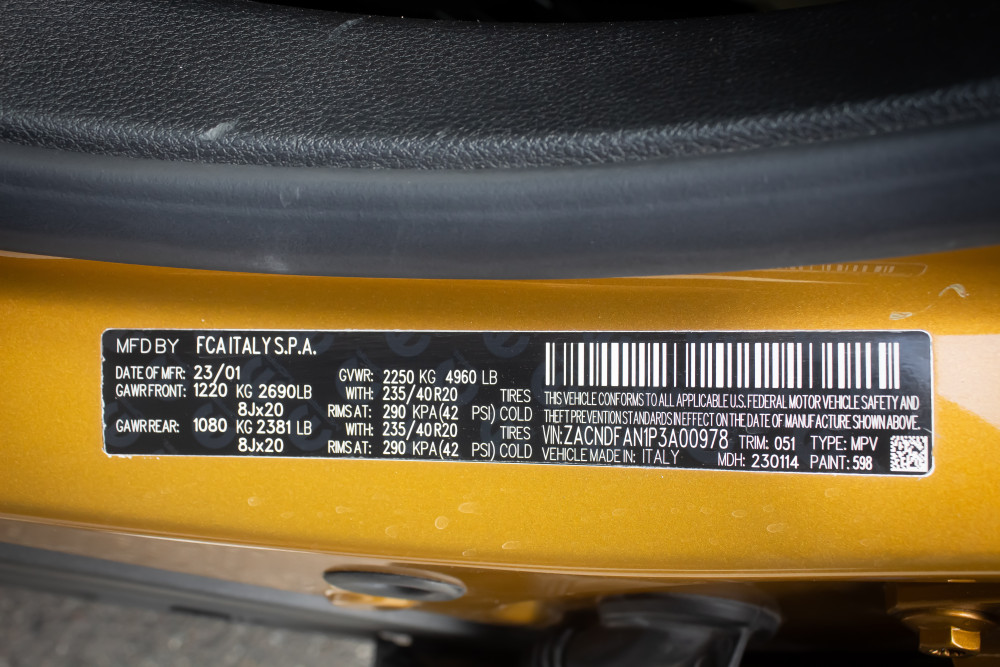 MFD BY FCA ITALY S.P.A.
DATE OF MFR: 23/01 GVWR: 2250 KG 4960 LB
GAWR FRONT: 1220 KG 2690LB WITH: 235/40R20 TIRES
8Jx20 RIMS AT: 290 KPA(42 PSI) COLD
GAWR REAR: 1080 KG 2381 LB WITH: 235/40R20 TIRES
8Jx20 RIMS AT: 290 KPA(42 PSI) COLD
THIS VEHICLE CONFORMS TO ALL APPLICABLE U.S. FEDERAL MOTOR VEHICLE SAFETY AND
THEFT PREVENTION STANDARDS IN EFFECT ON THE DATE OF MANUFACTURE SHOWN ABOVE.
VIN: ZACNDFAN1P3A00978 TRIM: 051 TYPE: MPV
VEHICLE MADE IN: ITALY MDH: 230114 PAINT: 598